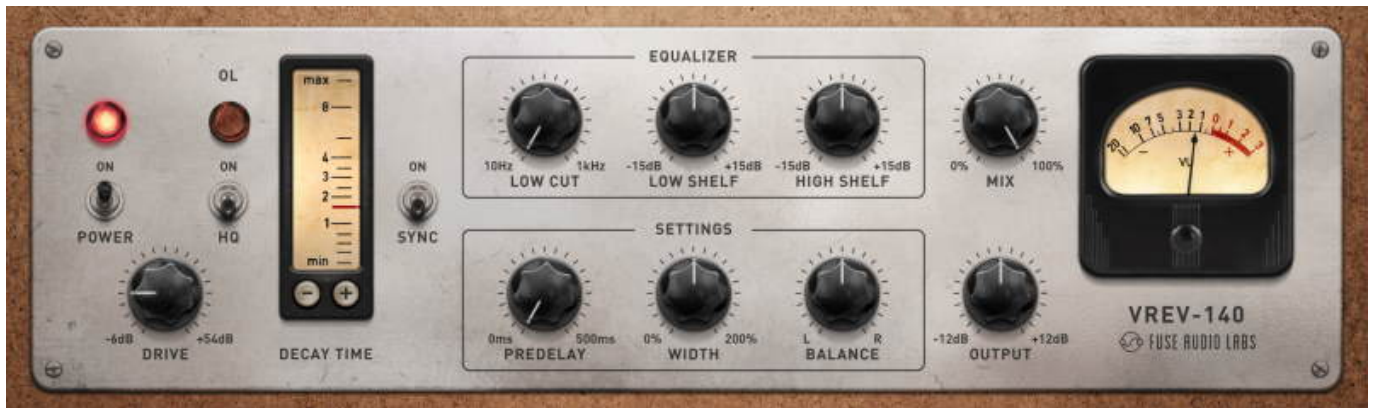 OL
ON
POWER
ON
HQ
-6dB +54dB
DRIVE
max
8
4
3
2
1
min
- +
DECAY TIME
ON
SYNC
EQUALIZER
10Hz 1kHz
LOW CUT
-15dB +15dB
LOW SHELF
-15dB +15dB
HIGH SHELF
0% 100%
MIX
SETTINGS
0ms 500ms
PREDELAY
0% 200%
WIDTH
L R
BALANCE
-12dB +12dB
OUTPUT
20 10 7 5 3 2 1 0 1 2 3
- +
VU
VREV-140
FUSE AUDIO LABS